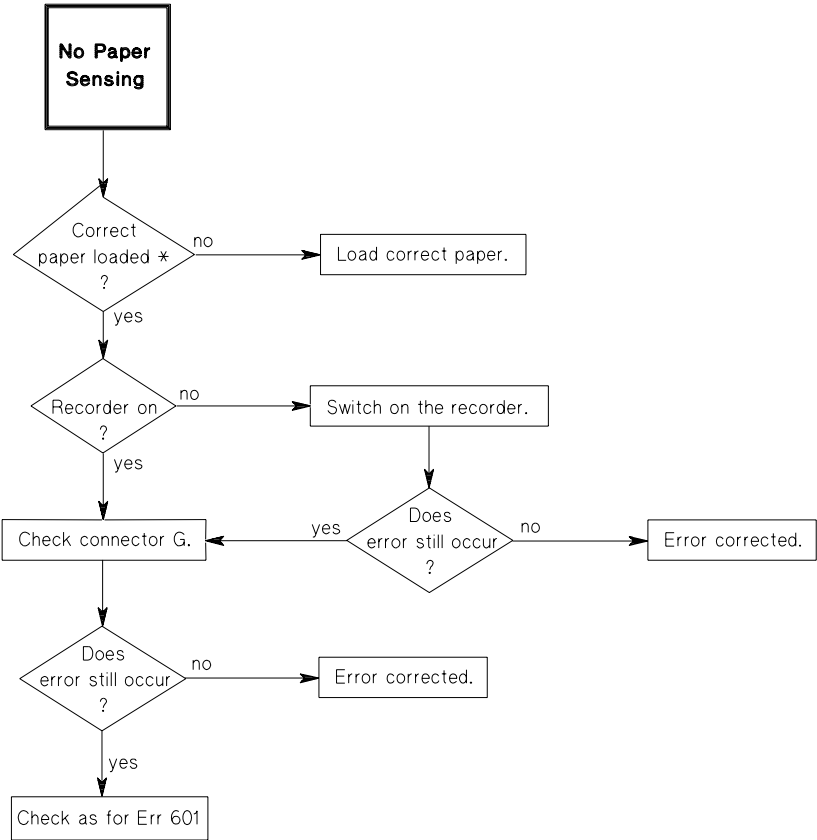 No Paper
Sensing
Correct
paper loaded *
?
no
Load correct paper.
yes
Recorder on
?
no
Switch on the recorder.
yes
Check connector G.
yes
Does
error still occur
?
no
Error corrected.
Does
error still occur
?
no
Error corrected.
yes
Check as for Err 601